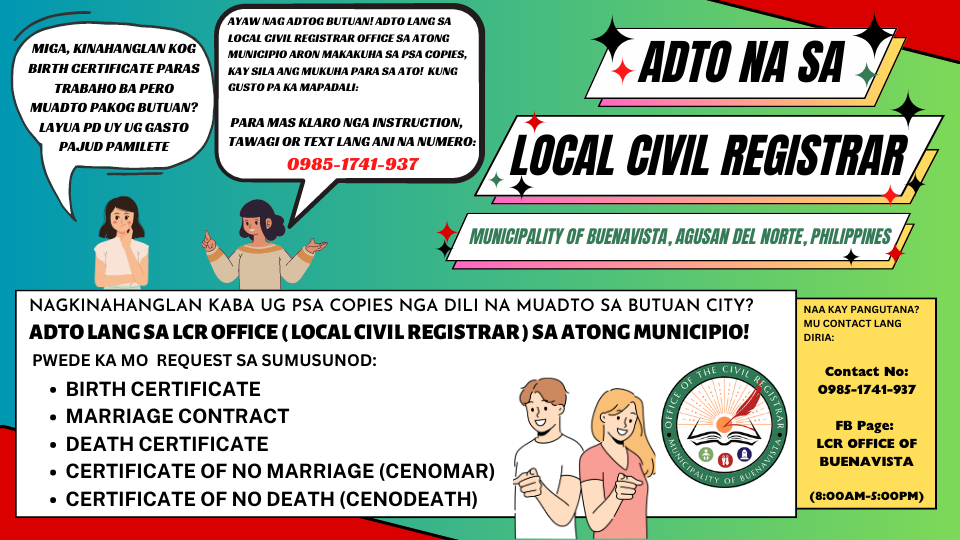 MIGA, KINAHANGLAN KOG
BIRTH CERTIFICATE PARAS
TRABAHO BA PERO
MUADTO PAKOG BUTUAN?
LAYUA PD UY UG GASTO
PAJUD PAMILETE
AYAW NAG ADTOG BUTUAN! ADTO LANG SA
LOCAL CIVIL REGISTRAR OFFICE SA ATONG
MUNICIPIO ARON MAKAKUHA SA PSA COPIES,
KAY SILA ANG MUKUHA PARA SA ATO! KUNG
GUSTO PA KA MAPADALI:
PARA MAS KLARO NGA INSTRUCTION,
TAWAGI OR TEXT LANG ANI NA NUMERO:
0985-1741-937
ADTO NA SA
LOCAL CIVIL REGISTRAR
MUNICIPALITY OF BUENAVISTA, AGUSAN DEL NORTE, PHILIPPINES
NAGKINAHANGLAN KABA UG PSA COPIES NGA DILI NA MUADTO SA BUTUAN CITY?
ADTO LANG SA LCR OFFICE ( LOCAL CIVIL REGISTRAR ) SA ATONG MUNICIPIO!
PWEDE KA MO REQUEST SA SUMUSUNOD:
• BIRTH CERTIFICATE
• MARRIAGE CONTRACT
• DEATH CERTIFICATE
• CERTIFICATE OF NO MARRIAGE (CENOMAR)
• CERTIFICATE OF NO DEATH (CENODEATH)
OFFICE OF THE CIVIL REGISTRAR
MUNICIPALITY OF BUENAVISTA
NAA KAY PANGUTANA?
MU CONTACT LANG
DIRIA:
Contact No:
0985-1741-937
FB Page:
LCR OFFICE OF
BUENAVISTA
(8:00AM-5:00PM)